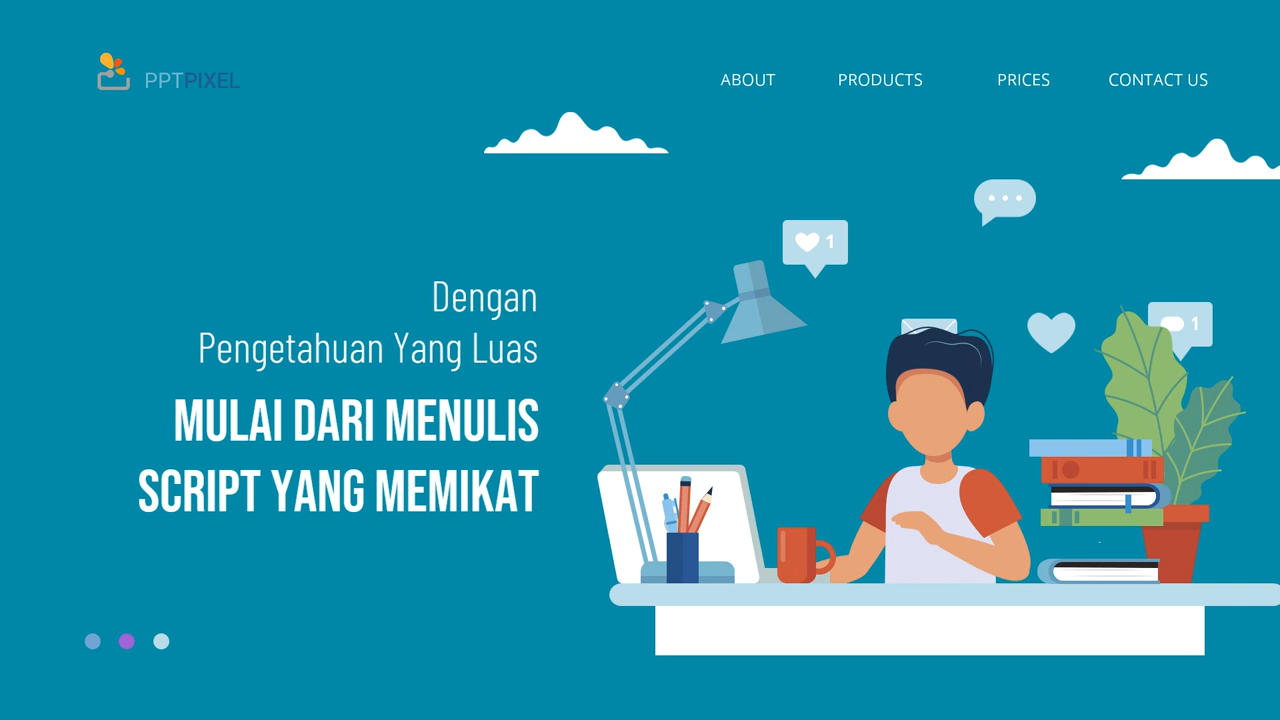 PPTPIXEL
ABOUT PRODUCTS PRICES CONTACT US
1
1
Dengan
Pengetahuan Yang Luas
MULAI DARI MENULIS
SCRIPT YANG MEMIKAT